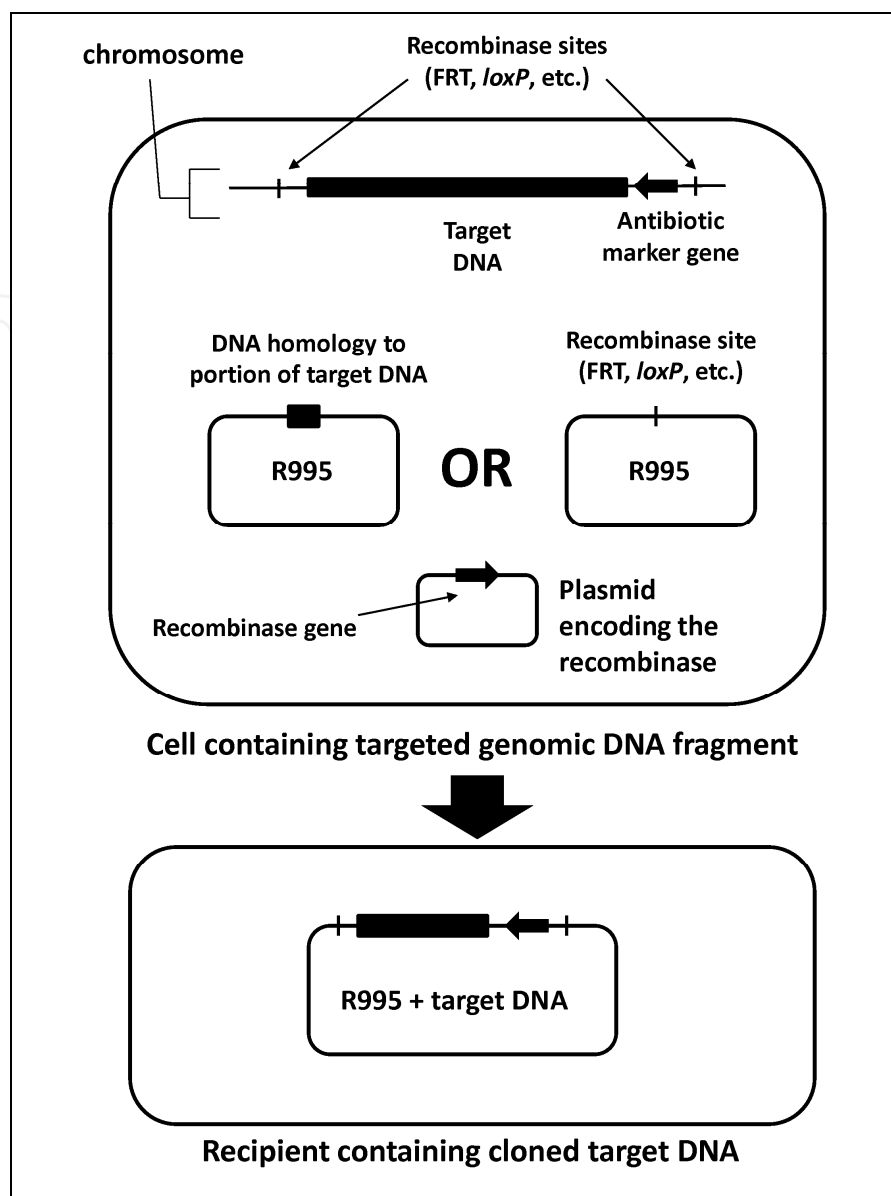 chromosome
Recombinase sites
(FRT, loxP, etc.)
Target
DNA
Antibiotic
marker gene
DNA homology to
portion of target DNA
Recombinase site
(FRT, loxP, etc.)
R995
OR
R995
Recombinase gene
Plasmid
encoding the
recombinase
Cell containing targeted genomic DNA fragment
R995 + target DNA
Recipient containing cloned target DNA